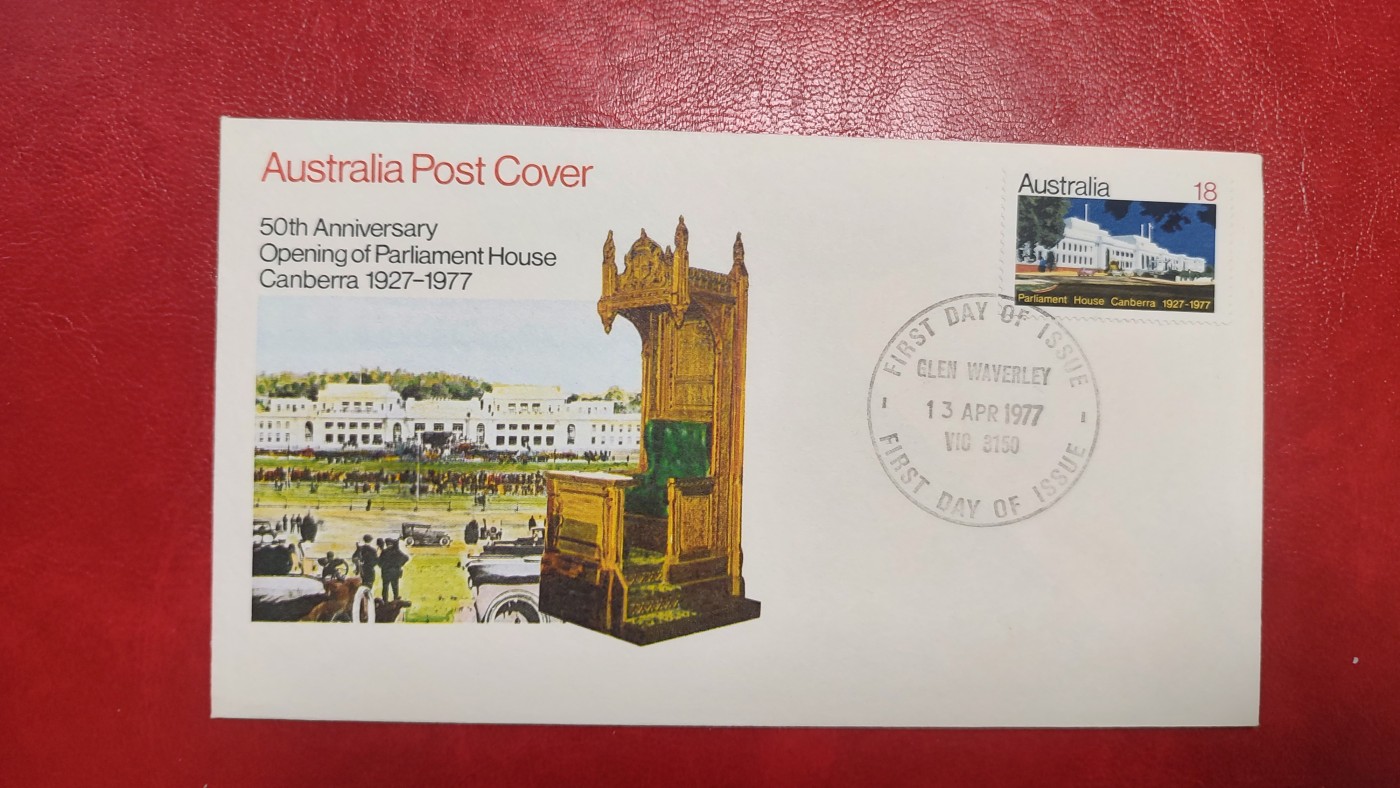 Australia Post Cover
50th Anniversary
Opening of Parliament House
Canberra 1927-1977
Australia 18
Parliament House Canberra 1927-1977
FIRST DAY OF ISSUE
GLEN WAVERLEY
13 APR 1977
VIC 3150
FIRST DAY OF ISSUE